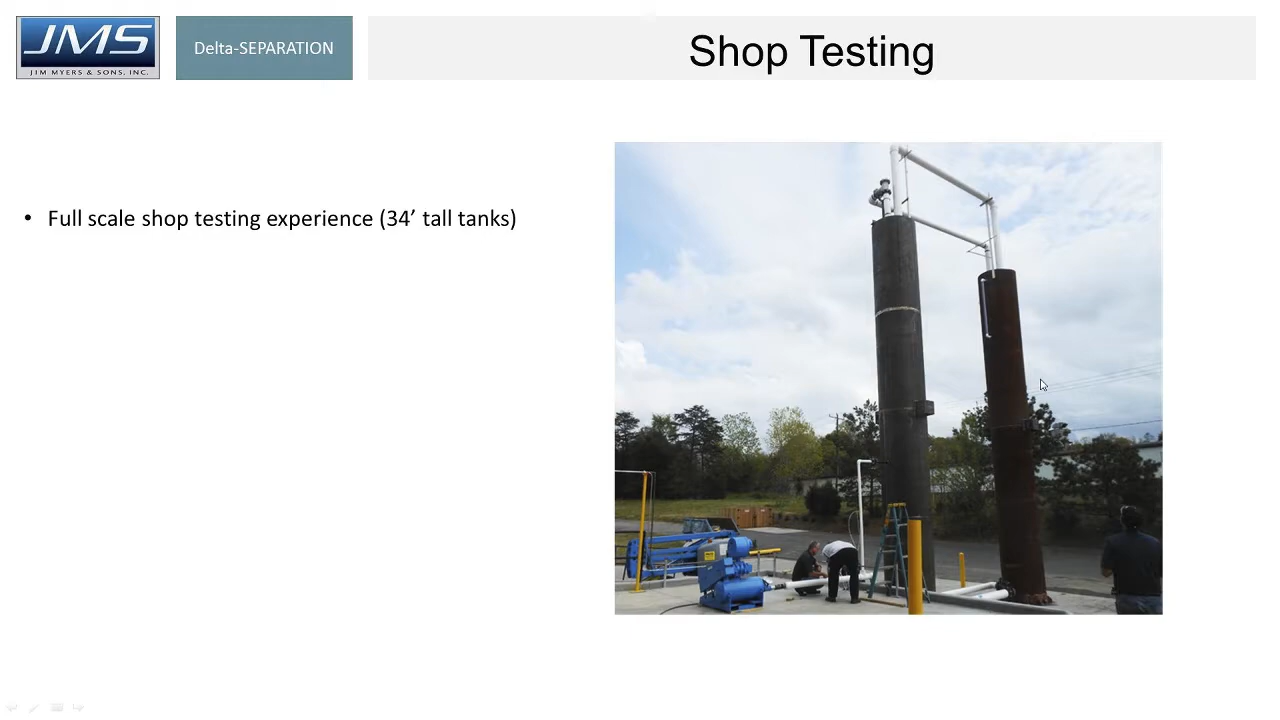 JMS
JIM MYERS & SONS, INC.
Delta-SEPARATION
Shop Testing
• Full scale shop testing experience (34’ tall tanks)